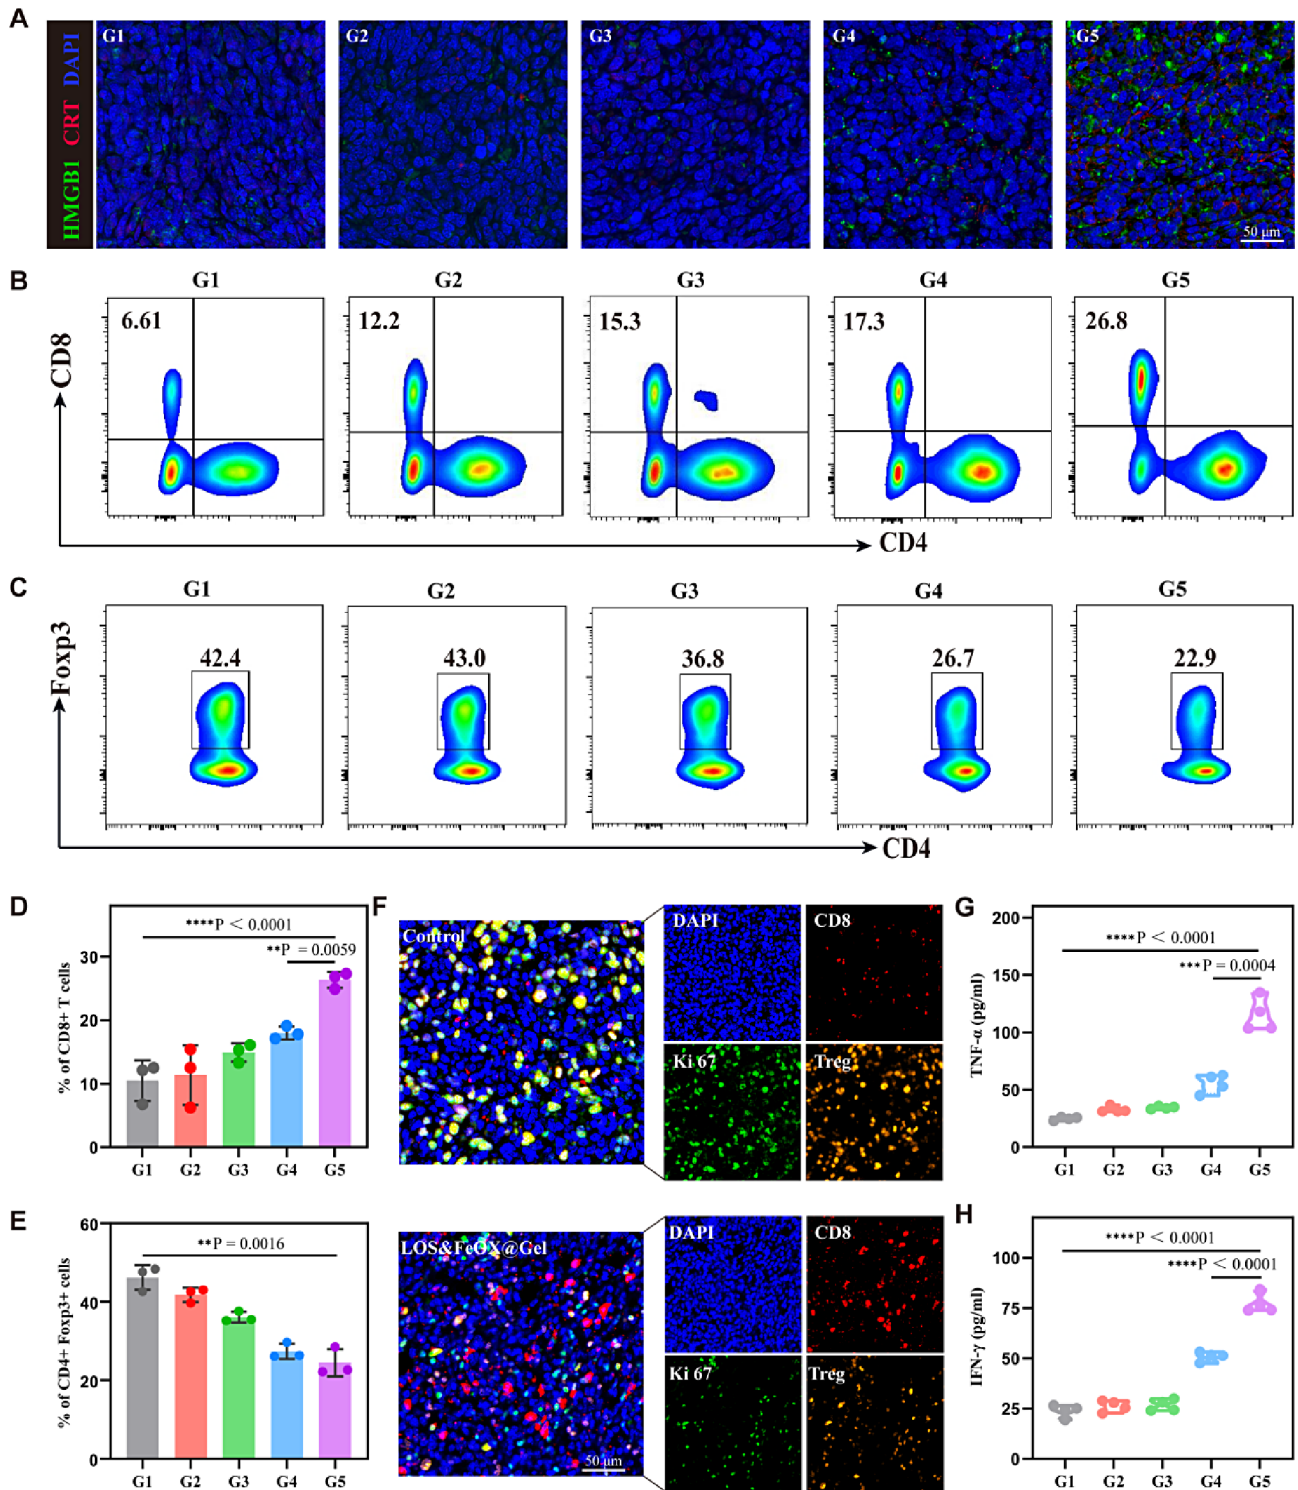 A
HMGB1 CRT DAPI
G1
G2
G3
G4
G5
50 μm
B
G1
G2
G3
G4
G5
6.61
12.2
15.3
17.3
26.8
CD8
CD4
C
G1
G2
G3
G4
G5
42.4
43.0
36.8
26.7
22.9
Foxp3
CD4
D
****P < 0.0001
**P = 0.0059
% of CD8+ T cells
30
20
10
0
G1 G2 G3 G4 G5
E
**P = 0.0016
% of CD4+ Foxp3+ cells
60
40
20
0
G1 G2 G3 G4 G5
F
Control
DAPI
CD8
Ki 67
Treg
LOS&FeOX@Gel
50 μm
DAPI
CD8
Ki 67
Treg
G
****P < 0.0001
***P = 0.0004
TNF-α (pg/ml)
200
150
100
50
0
G1 G2 G3 G4 G5
H
****P < 0.0001
****P < 0.0001
IFN-γ (pg/ml)
100
75
50
25
0
G1 G2 G3 G4 G5